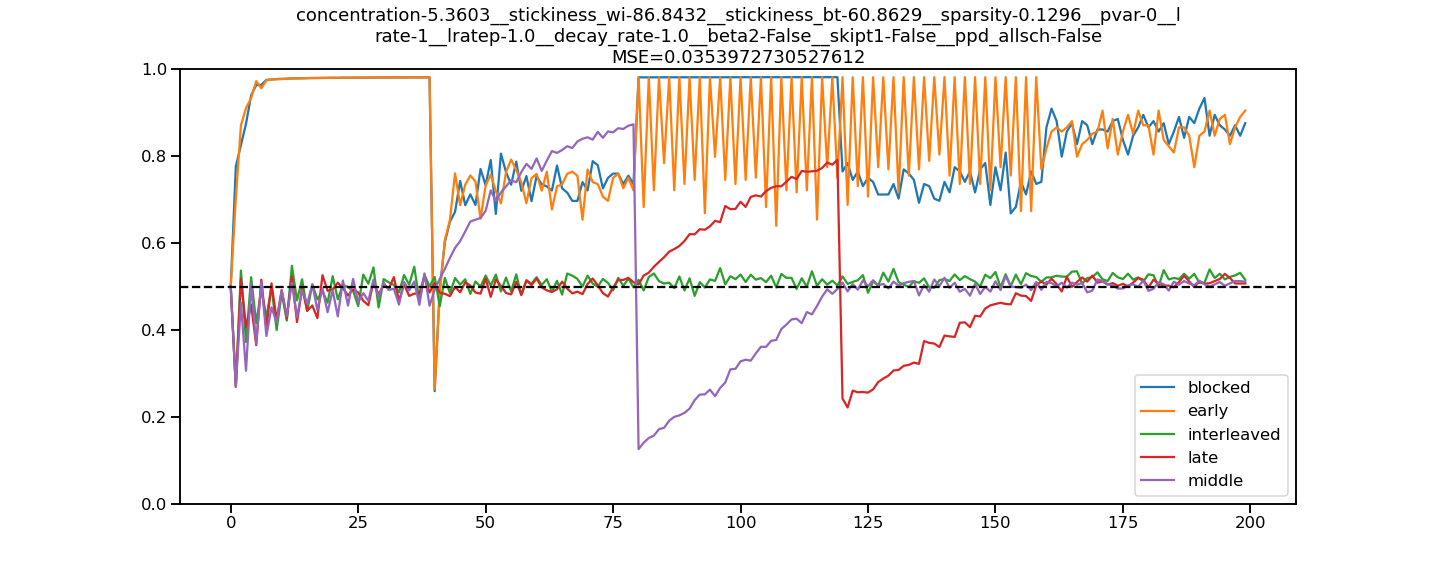 concentration-5.3603__stickiness_wi-86.8432__stickiness_bt-60.8629__sparsity-0.1296__pvar-0__l
rate-1__lratep-1.0__decay_rate-1.0__beta2-False__skipt1-False__ppd_allsch-False
MSE=0.0353972730527612
1.0
0.8
0.6
0.4
0.2
0.0
0 25 50 75 100 125 150 175 200
blocked
early
interleaved
late
middle